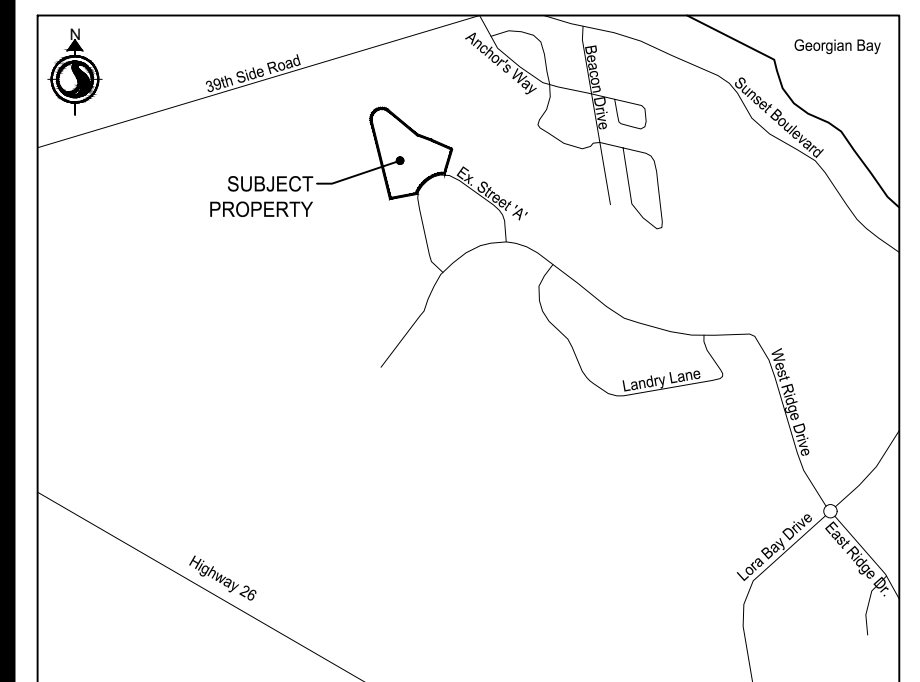 N
Georgian Bay
39th Side Road
Anchor's Way
Beacon Drive
Sunset Boulevard
SUBJECT
PROPERTY
Ex. Street 'A'
Landry Lane
West Ridge Drive
Lora Bay Drive
East Ridge Dr.
Highway 26